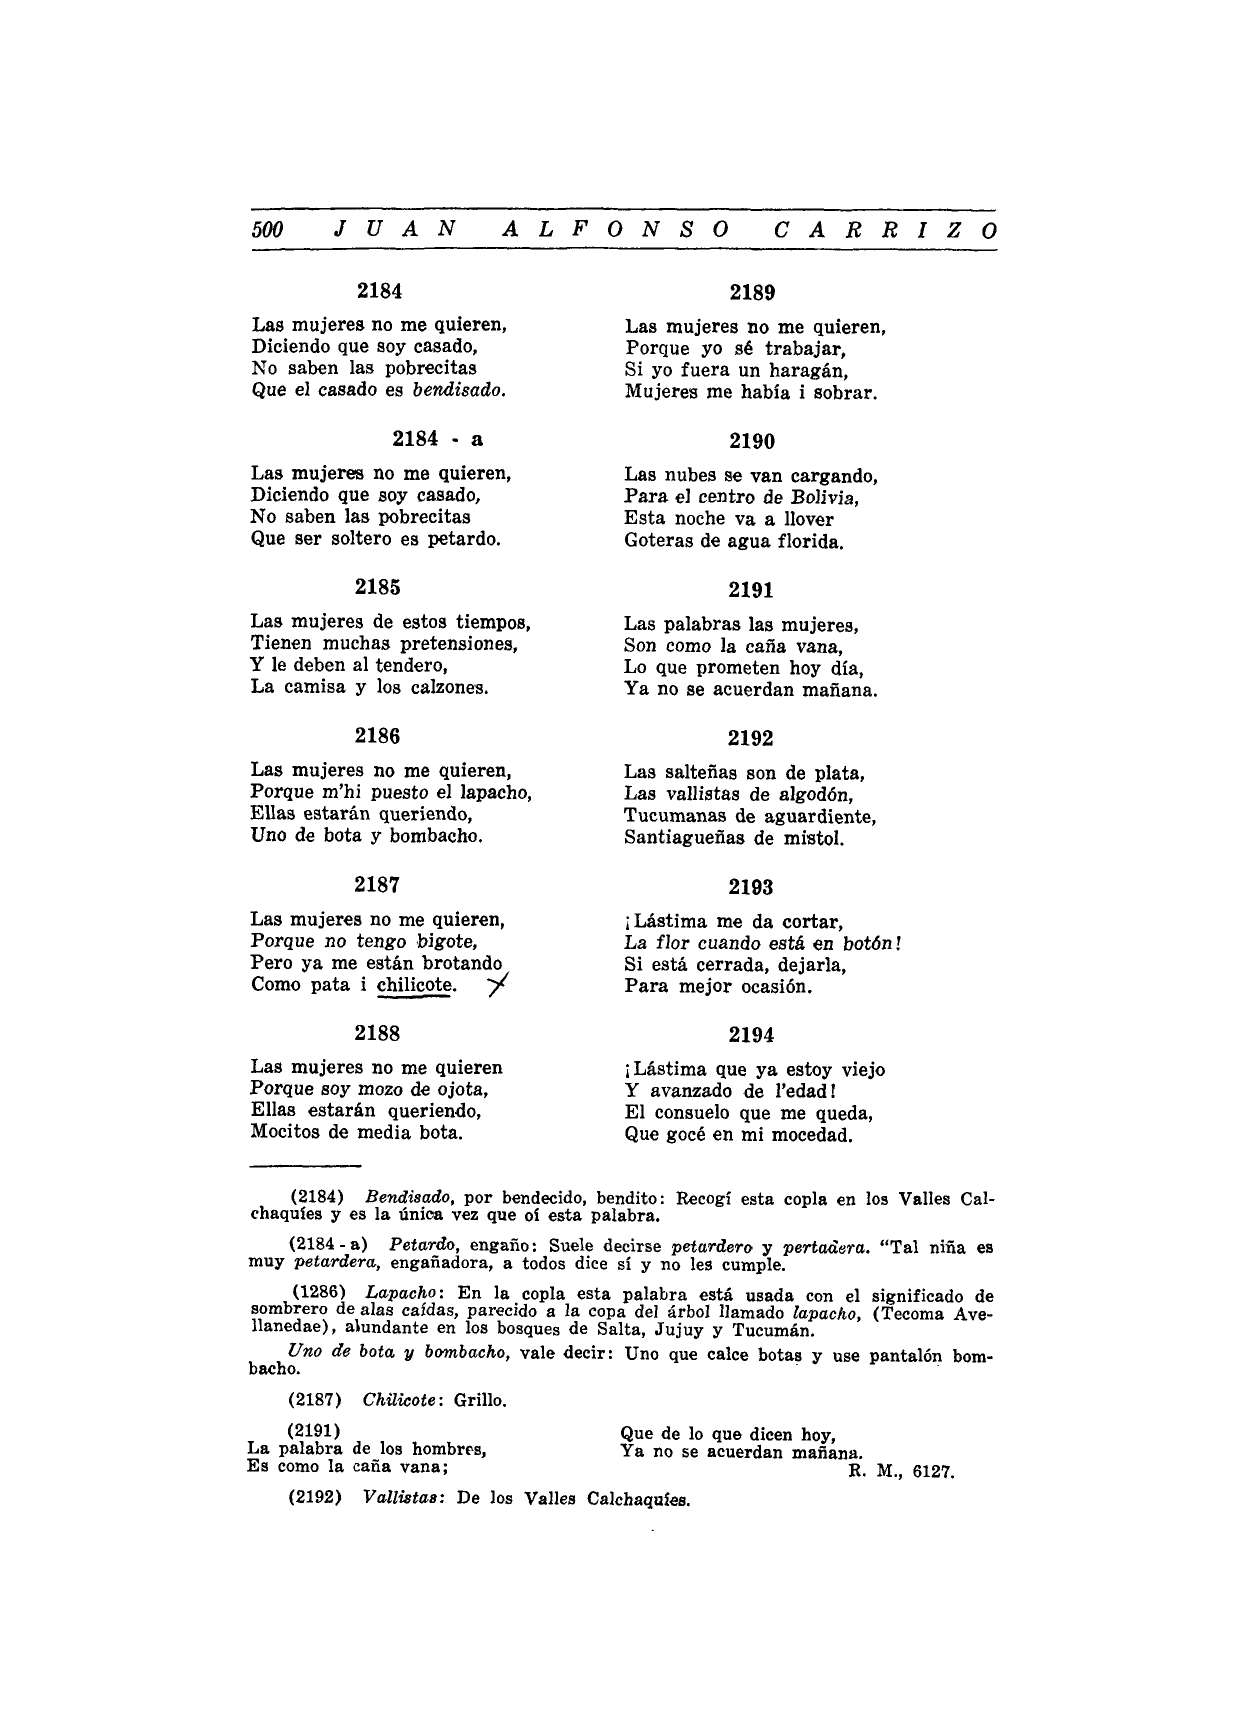 500 JUAN ALFONSO CARRIZO
2184
Las mujeres no me quieren,
Diciendo que soy casado,
No saben las pobrecitas
Que el casado es bendisado.
2184 - a
Las mujeres no me quieren,
Diciendo que soy casado,
No saben las pobrecitas
Que ser soltero es petardo.
2185
Las mujeres de estos tiempos,
Tienen muchas pretensiones,
Y le deben al tendero,
La camisa y los calzones.
2186
Las mujeres no me quieren,
Porque m'hi puesto el lapacho,
Ellas estarán queriendo,
Uno de bota y bombacho.
2187
Las mujeres no me quieren,
Porque no tengo bigote,
Pero ya me están brotando
Como pata i chilicote.
2188
Las mujeres no me quieren
Porque soy mozo de ojota,
Ellas estarán queriendo,
Mocitos de media bota.
2189
Las mujeres no me quieren,
Porque yo sé trabajar,
Si yo fuera un haragán,
Mujeres me había i sobrar.
2190
Las nubes se van cargando,
Para el centro de Bolivia,
Esta noche va a llover
Goteras de agua florida.
2191
Las palabras las mujeres,
Son como la caña vana,
Lo que prometen hoy día,
Ya no se acuerdan mañana.
2192
Las salteñas son de plata,
Las vallistas de algodón,
Tucumanas de aguardiente,
Santiagueñas de mistol.
2193
¡Lástima me da cortar,
La flor cuando está en botón!
Si está cerrada, dejarla,
Para mejor ocasión.
2194
¡Lástima que ya estoy viejo
Y avanzado de l'edad!
El consuelo que me queda,
Que gocé en mi mocedad.
(2184) Bendisado, por bendecido, bendito: Recogí esta copla en los Valles Cal-
chaquíes y es la única vez que oí esta palabra.
(2184 - a) Petardo, engaño: Suele decirse petardero y pertadera. "Tal niña es
muy petardera, engañadora, a todos dice sí y no les cumple.
(1286) Lapacho: En la copla esta palabra está usada con el significado de
sombrero de alas caídas, parecido a la copa del árbol llamado lapacho, (Tecoma Ave-
llanedae), abundante en los bosques de Salta, Jujuy y Tucumán.
Uno de bota y bombacho, vale decir: Uno que calce botas y use pantalón bom-
bacho.
(2187) Chilicote: Grillo.
(2191)
La palabra de los hombres,
Es como la caña vana;
Que de lo que dicen hoy,
Ya no se acuerdan mañana.
R. M., 6127.
(2192) Vallistas: De los Valles Calchaquíes.